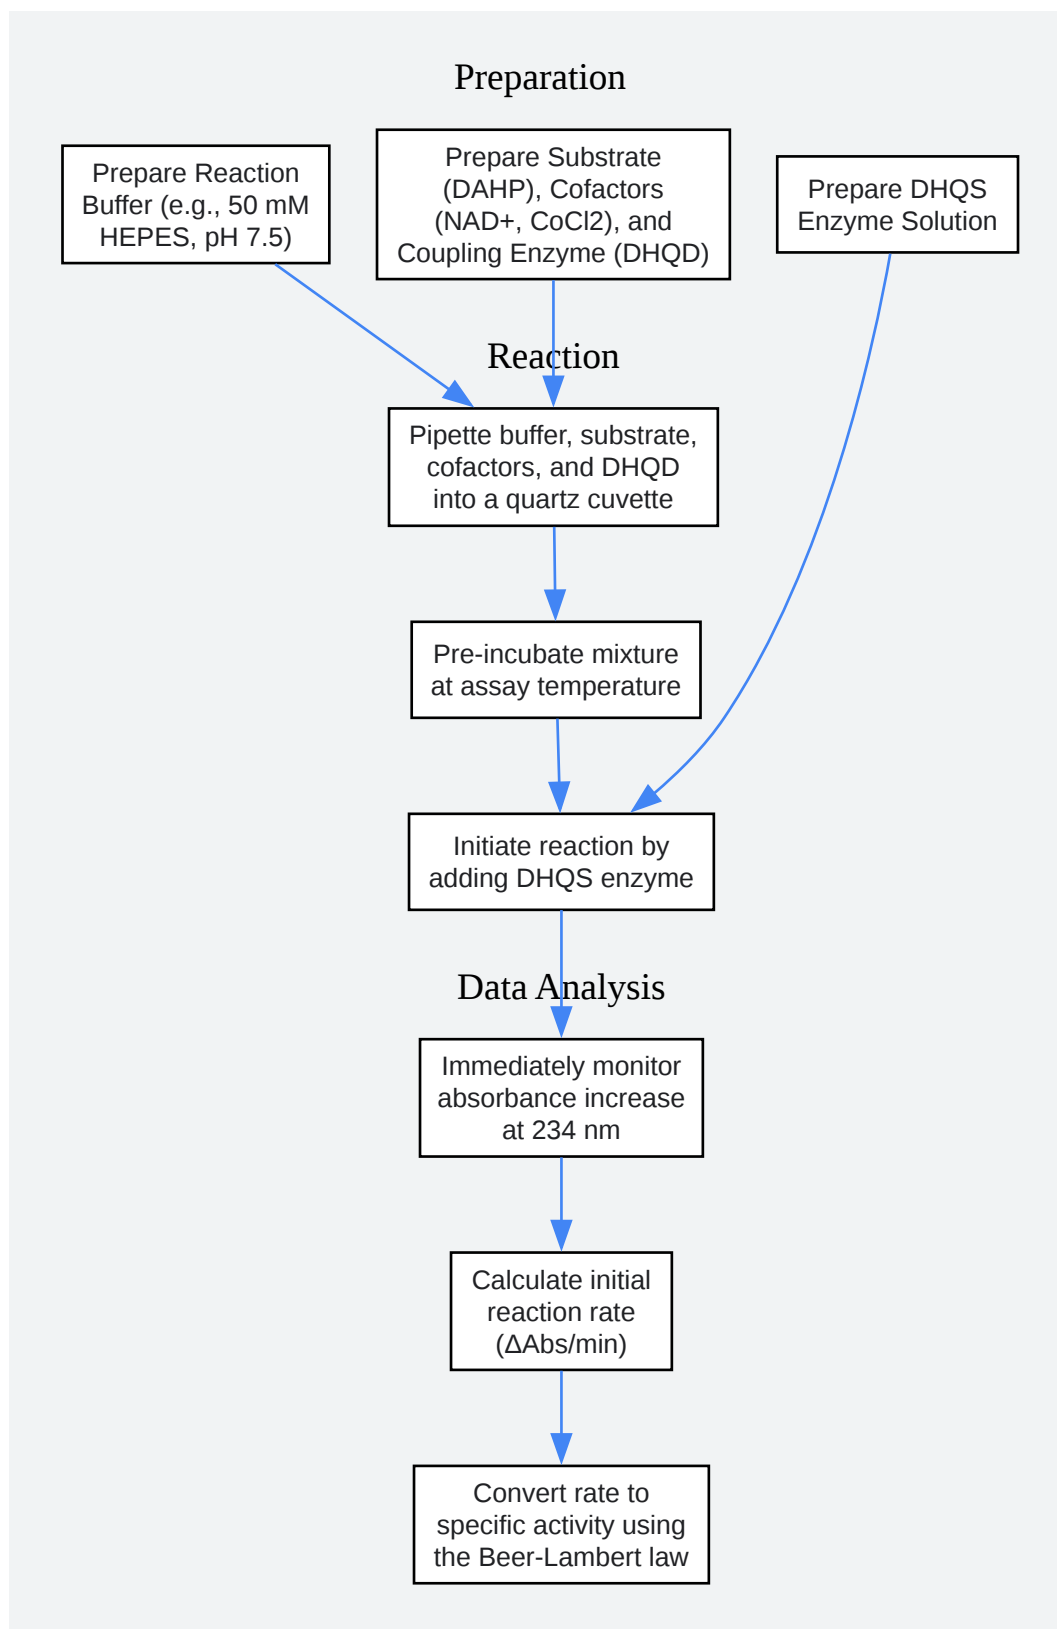 Preparation
Prepare Reaction
Buffer (e.g., 50 mM
HEPES, pH 7.5)
Prepare Substrate
(DAHP), Cofactors
(NAD+, CoCl2), and
Coupling Enzyme (DHQD)
Prepare DHQS
Enzyme Solution
Reaction
Pipette buffer, substrate,
cofactors, and DHQD
into a quartz cuvette
Pre-incubate mixture
at assay temperature
Initiate reaction by
adding DHQS enzyme
Data Analysis
Immediately monitor
absorbance increase
at 234 nm
Calculate initial
reaction rate
(ΔAbs/min)
Convert rate to
specific activity using
the Beer-Lambert law